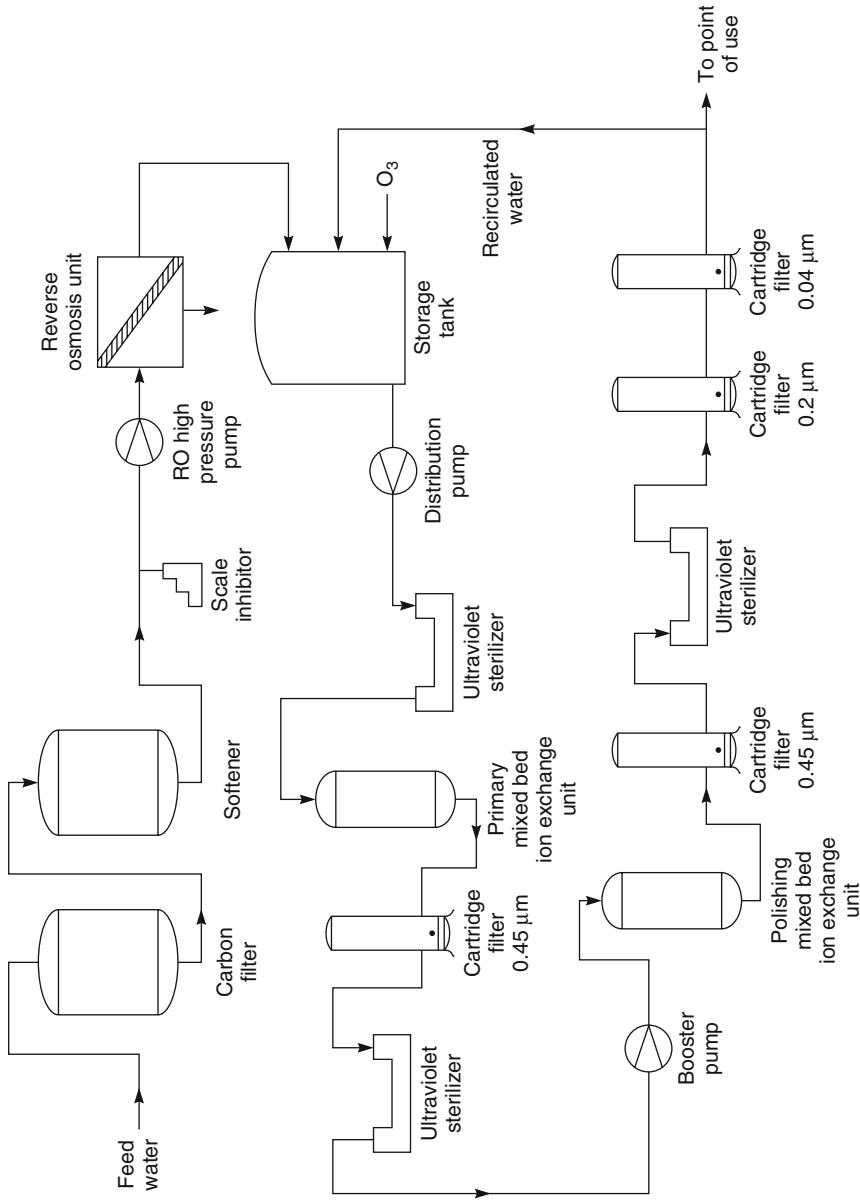 Feed
water
Carbon
filter
Softener
Scale
inhibitor
RO high
pressure
pump
Reverse
osmosis unit
Storage
tank
O₃
Recirculated
water
Distribution
pump
Ultraviolet
sterilizer
Primary
mixed bed
ion exchange
unit
Cartridge
filter
0.45 μm
Ultraviolet
sterilizer
Booster
pump
Polishing
mixed bed
ion exchange
unit
Cartridge
filter
0.45 μm
Ultraviolet
sterilizer
Cartridge
filter
0.2 μm
Cartridge
filter
0.04 μm
To point
of use